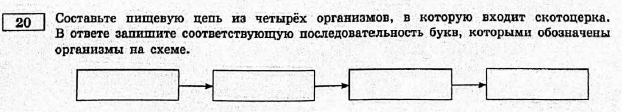 20
Составьте пищевую цепь из четырёх организмов, в которую входит скотоцерка.
В ответе запишите соответствующую последовательность букв, которыми обозначены
организмы на схеме.